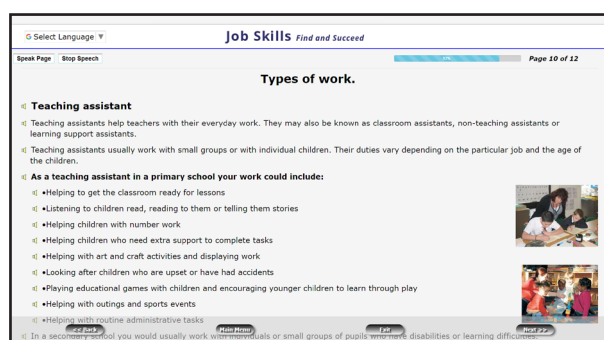 G Select Language ▼
Job Skills Find and Succeed
Speak Page Stop Speech
Page 10 of 12
Types of work.
Teaching assistant
Teaching assistants help teachers with their everyday work. They may also be known as classroom assistants, non-teaching assistants or
learning support assistants.
Teaching assistants usually work with small groups or with individual children. Their duties vary depending on the particular job and the age of
the children.
As a teaching assistant in a primary school your work could include:
•Helping to get the classroom ready for lessons
•Listening to children read, reading to them or telling them stories
•Helping children with number work
•Helping children who need extra support to complete tasks
•Helping with art and craft activities and displaying work
•Looking after children who are upset or have had accidents
•Playing educational games with children and encouraging younger children to learn through play
•Helping with outings and sports events
•Helping with routine administrative tasks
<< Back Main Menu Exit Next >>
In a secondary school you would usually work with individuals or small groups of pupils who have disabilities or learning difficulties.